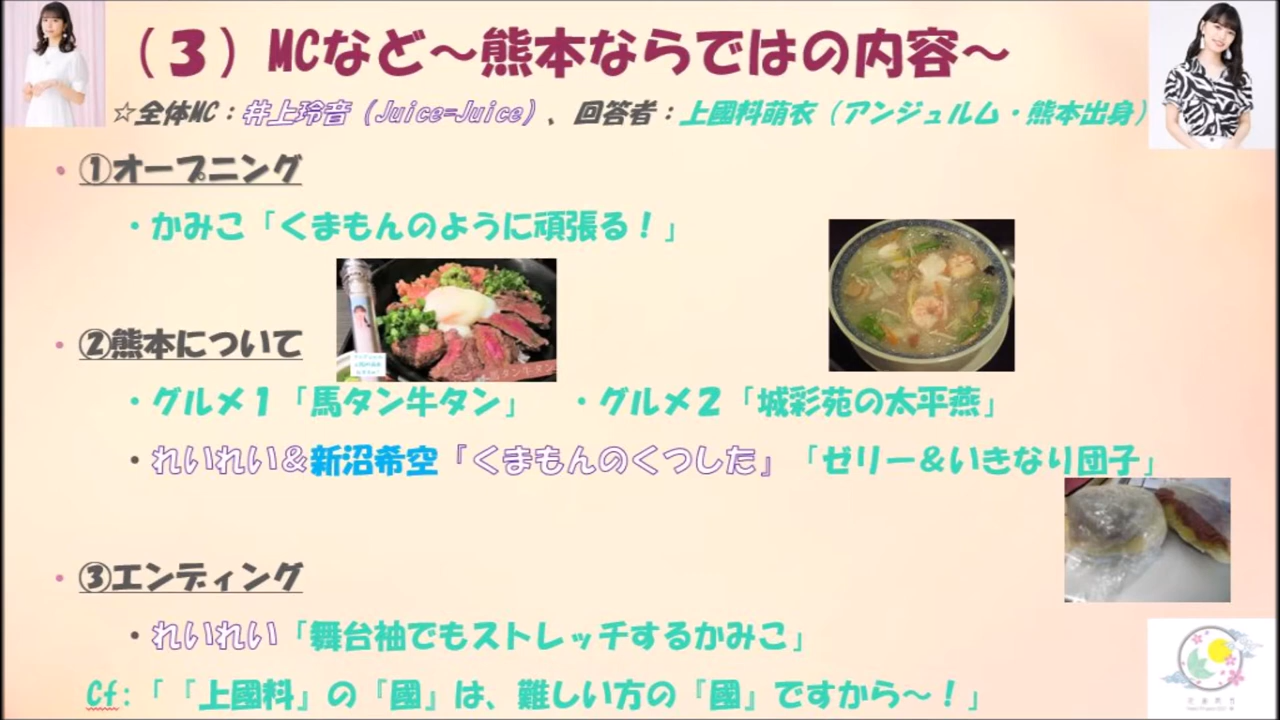 （３）MCなど～熊本ならではの内容～
☆全体MC：井上玲音（Juice=Juice）、回答者：上國料萌衣（アンジュルム・熊本出身）
・①オープニング
・かみこ「くまもんのように頑張る！」
・②熊本について
・グルメ１「馬タン牛タン」 ・グルメ２「城彩苑の太平燕」
・れいれい＆新沼希空『くまもんのくつした』「ゼリー＆いきなり団子」
・③エンディング
・れいれい「舞台袖でもストレッチするかみこ」
Cf：「『上國料』の『國』は、難しい方の『國』ですから～！」